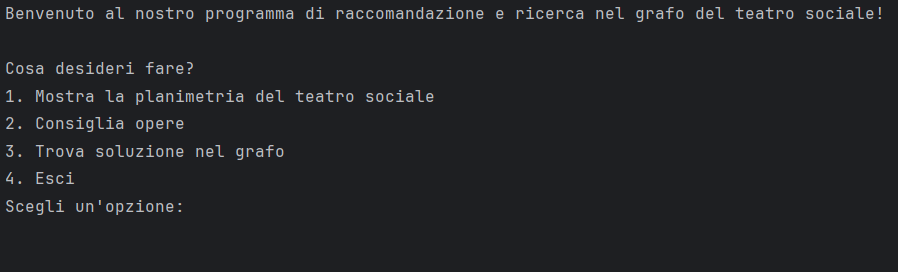 Benvenuto al nostro programma di raccomandazione e ricerca nel grafo del teatro sociale!
Cosa desideri fare?
1. Mostra la planimetria del teatro sociale
2. Consiglia opere
3. Trova soluzione nel grafo
4. Esci
Scegli un'opzione: